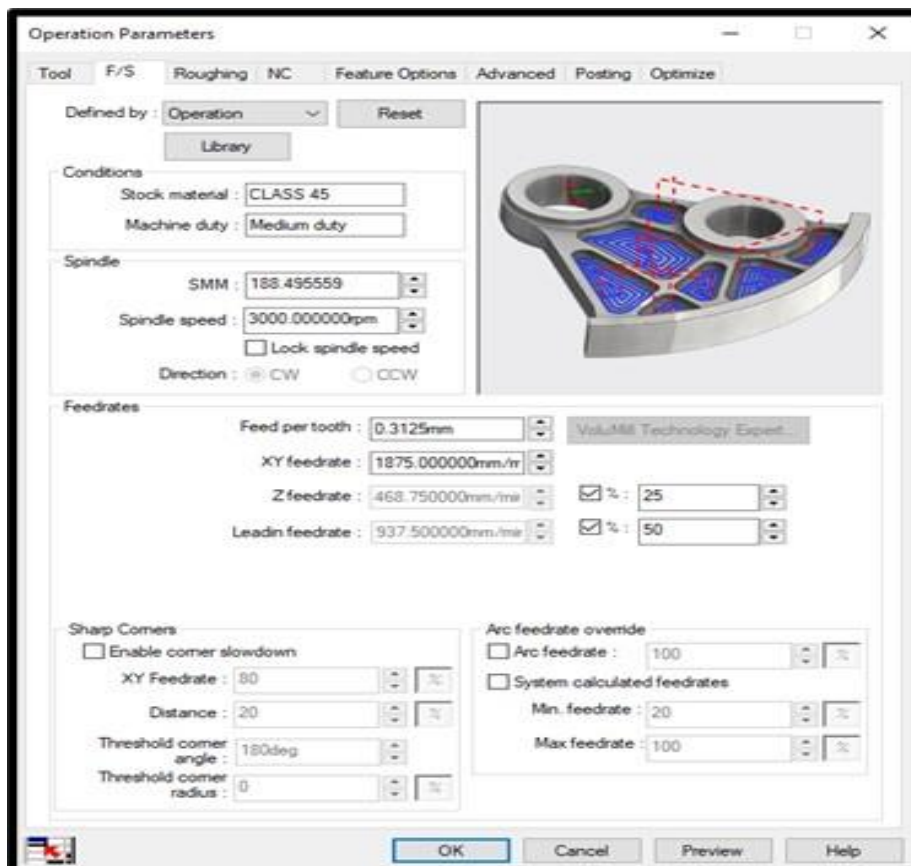 Operation Parameters
Tool F/S Roughing NC Feature Options Advanced Posting Optimize
Defined by : Operation Reset
Library
Conditions
Stock material : CLASS 45
Machine duty : Medium duty
Spindle
SMM : 188.495559
Spindle speed : 3000.000000rpm
Lock spindle speed
Direction : CW CCW
Feedrates
Feed per tooth : 0.3125mm VoluMill Technology Expert...
XY feedrate : 1875.000000mm/m
Z feedrate : 468.750000mm/min % : 25
Leadin feedrate : 937.500000mm/min % : 50
Sharp Corners
Enable corner slowdown
XY Feedrate : 80 %
Distance : 20 %
Threshold corner
angle : 180deg
Threshold corner
radius : 0 %
Arc feedrate override
Arc feedrate : 100 %
System calculated feedrates
Min. feedrate : 20 %
Max feedrate : 100 %
OK Cancel Preview Help